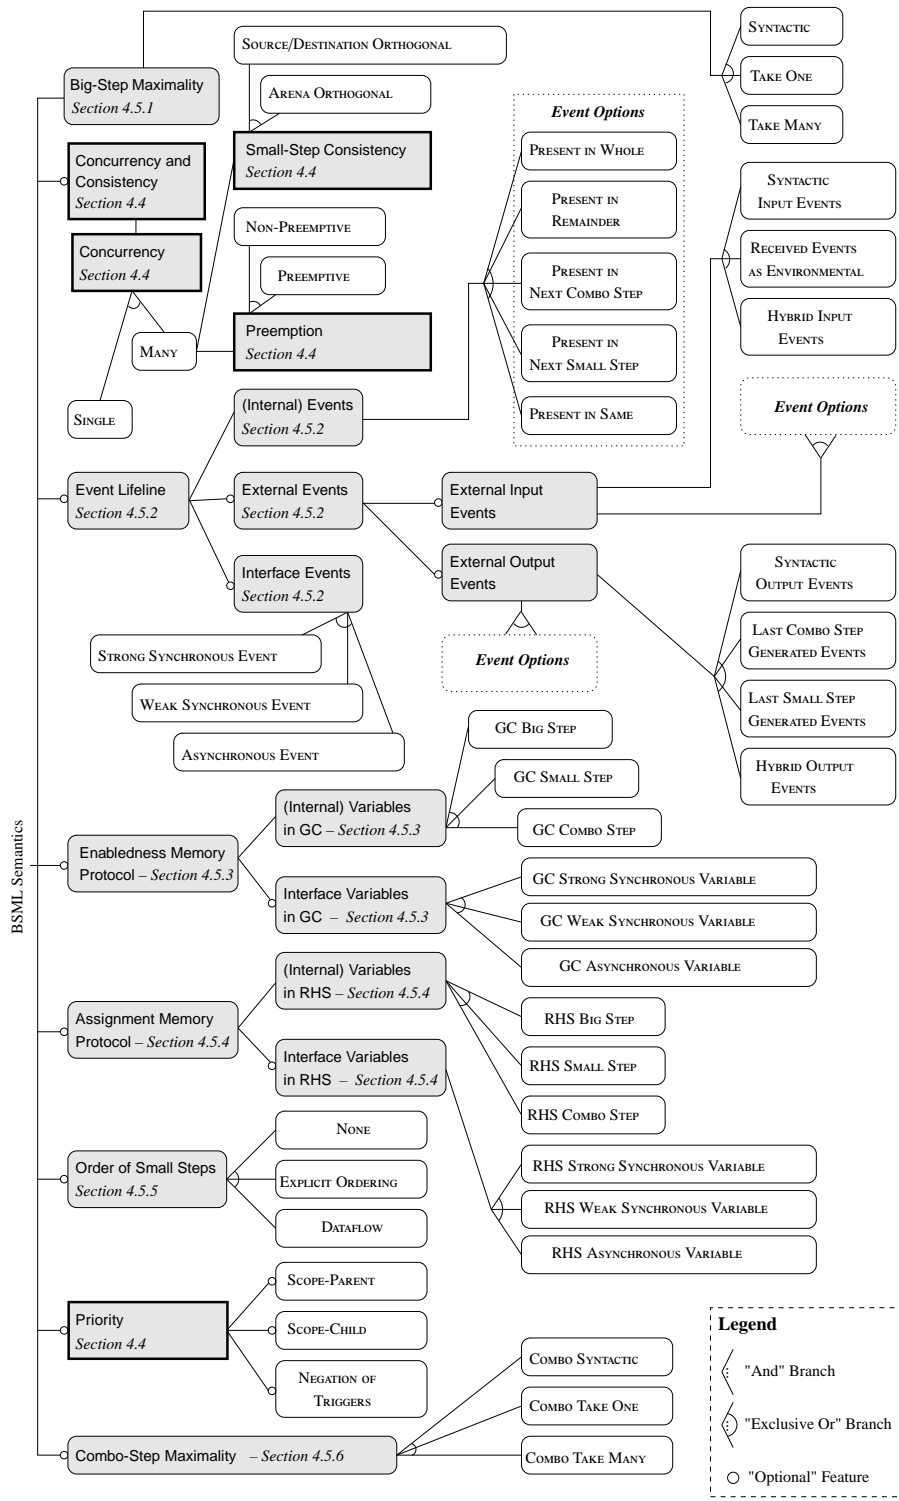 BSML Semantics
Big-Step Maximality
Section 4.5.1
SYNTACTIC
TAKE ONE
TAKE MANY
Concurrency and
Consistency
Section 4.4
Concurrency
Section 4.4
SINGLE
MANY
SOURCE/DESTINATION ORTHOGONAL
ARENA ORTHOGONAL
Small-Step Consistency
Section 4.4
NON-PREEMPTIVE
PREEMPTIVE
Preemption
Section 4.4
Event Lifeline
Section 4.5.2
(Internal) Events
Section 4.5.2
Event Options
PRESENT IN WHOLE
PRESENT IN
REMAINDER
PRESENT IN
NEXT COMBO STEP
PRESENT IN
NEXT SMALL STEP
PRESENT IN SAME
External Events
Section 4.5.2
External Input
Events
SYNTACTIC
INPUT EVENTS
RECEIVED EVENTS
AS ENVIRONMENTAL
HYBRID INPUT
EVENTS
Event Options
External Output
Events
Event Options
SYNTACTIC
OUTPUT EVENTS
LAST COMBO STEP
GENERATED EVENTS
LAST SMALL STEP
GENERATED EVENTS
HYBRID OUTPUT
EVENTS
Interface Events
Section 4.5.2
STRONG SYNCHRONOUS EVENT
WEAK SYNCHRONOUS EVENT
ASYNCHRONOUS EVENT
Enabledness Memory
Protocol – Section 4.5.3
(Internal) Variables
in GC – Section 4.5.3
GC BIG STEP
GC SMALL STEP
GC COMBO STEP
Interface Variables
in GC – Section 4.5.3
GC STRONG SYNCHRONOUS VARIABLE
GC WEAK SYNCHRONOUS VARIABLE
GC ASYNCHRONOUS VARIABLE
Assignment Memory
Protocol – Section 4.5.4
(Internal) Variables
in RHS – Section 4.5.4
RHS BIG STEP
RHS SMALL STEP
RHS COMBO STEP
Interface Variables
in RHS – Section 4.5.4
RHS STRONG SYNCHRONOUS VARIABLE
RHS WEAK SYNCHRONOUS VARIABLE
RHS ASYNCHRONOUS VARIABLE
Order of Small Steps
Section 4.5.5
NONE
EXPLICIT ORDERING
DATAFLOW
Priority
Section 4.4
SCOPE-PARENT
SCOPE-CHILD
NEGATION OF
TRIGGERS
Combo-Step Maximality – Section 4.5.6
COMBO SYNTACTIC
COMBO TAKE ONE
COMBO TAKE MANY
Legend
"And" Branch
"Exclusive Or" Branch
"Optional" Feature